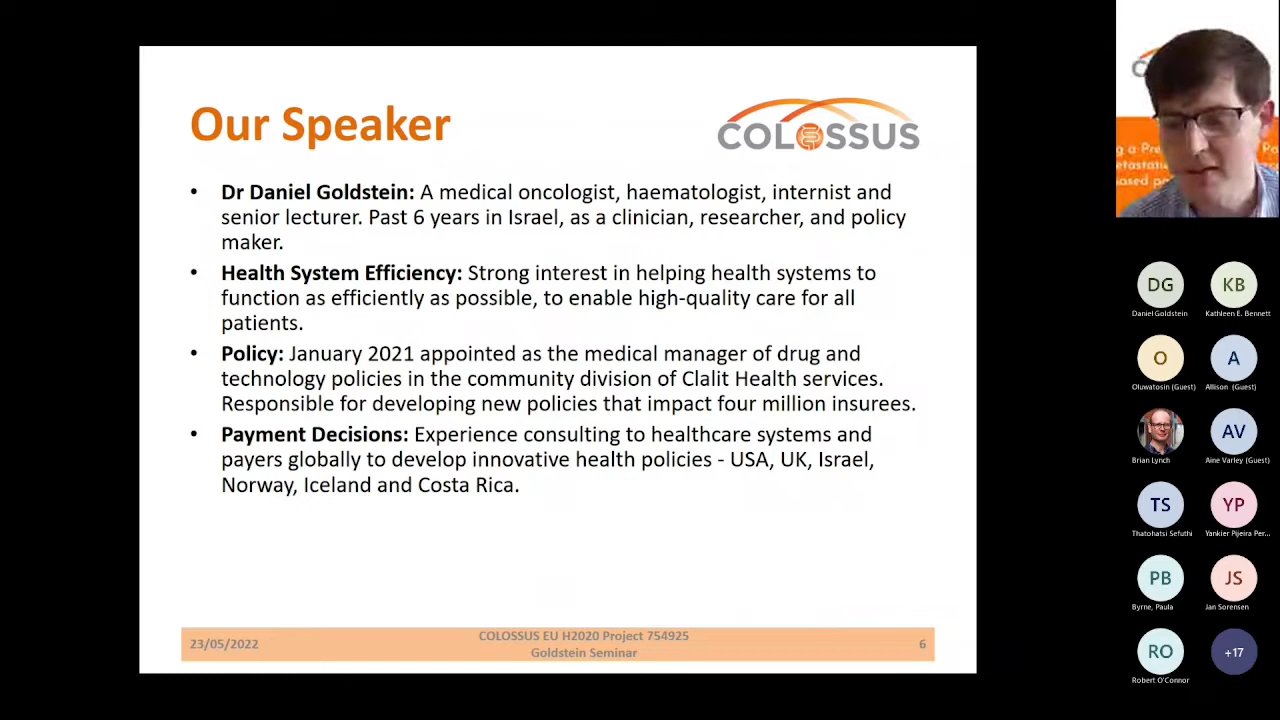 Our Speaker
COLOSSUS
• Dr Daniel Goldstein: A medical oncologist, haematologist, internist and
senior lecturer. Past 6 years in Israel, as a clinician, researcher, and policy
maker.
• Health System Efficiency: Strong interest in helping health systems to
function as efficiently as possible, to enable high-quality care for all
patients.
• Policy: January 2021 appointed as the medical manager of drug and
technology policies in the community division of Clalit Health services.
Responsible for developing new policies that impact four million insurees.
• Payment Decisions: Experience consulting to healthcare systems and
payers globally to develop innovative health policies - USA, UK, Israel,
Norway, Iceland and Costa Rica.
23/05/2022
COLOSSUS EU H2020 Project 754925
Goldstein Seminar
6
DG
Daniel Goldstein
KB
Kathleen E. Bennett
O
Oluwatosin (Guest)
A
Allison (Guest)
Brian Lynch
AV
Aine Varley (Guest)
TS
Thatohatsi Sefuthi
YP
Yankier Pijeira Per...
PB
Byrne, Paula
JS
Jan Sorensen
RO
Robert O'Connor
+17